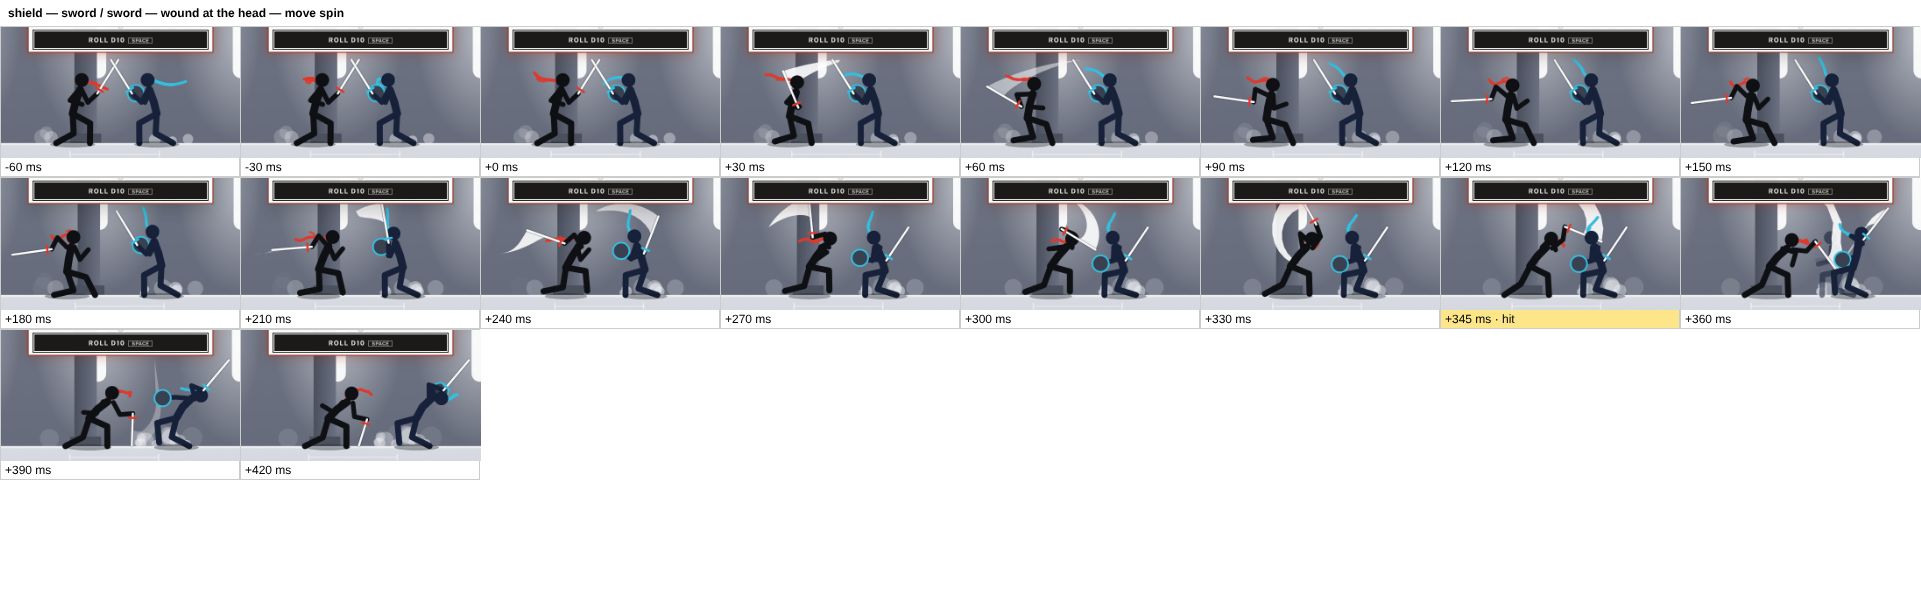 shield — sword / sword — wound at the head — move spin
ROLL D10 SPACE
ROLL D10 SPACE
ROLL D10 SPACE
ROLL D10 SPACE
ROLL D10 SPACE
ROLL D10 SPACE
ROLL D10 SPACE
ROLL D10 SPACE
-60 ms
-30 ms
+0 ms
+30 ms
+60 ms
+90 ms
+120 ms
+150 ms
ROLL D10 SPACE
ROLL D10 SPACE
ROLL D10 SPACE
ROLL D10 SPACE
ROLL D10 SPACE
ROLL D10 SPACE
ROLL D10 SPACE
ROLL D10 SPACE
+180 ms
+210 ms
+240 ms
+270 ms
+300 ms
+330 ms
+345 ms · hit
+360 ms
ROLL D10 SPACE
ROLL D10 SPACE
+390 ms
+420 ms